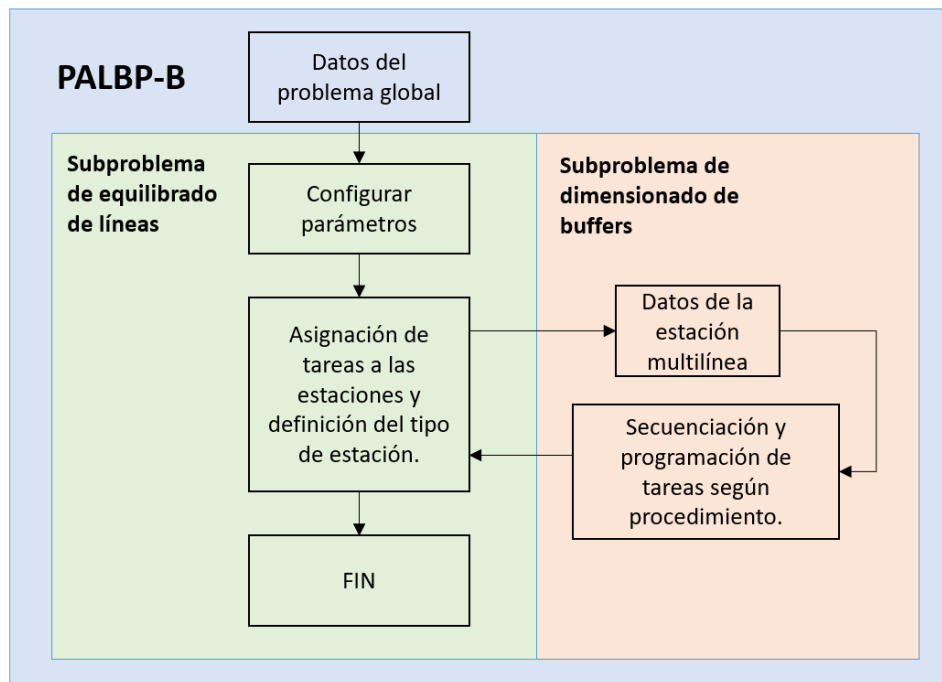 PALBP-B
Datos del
problema global
Subproblema
de equilibrado
de líneas
Configurar
parámetros
Asignación de
tareas a las
estaciones y
definición del tipo
de estación.
FIN
Subproblema de
dimensionado de
buffers
Datos de la
estación
multilínea
Secuenciación y
programación de
tareas según
procedimiento.